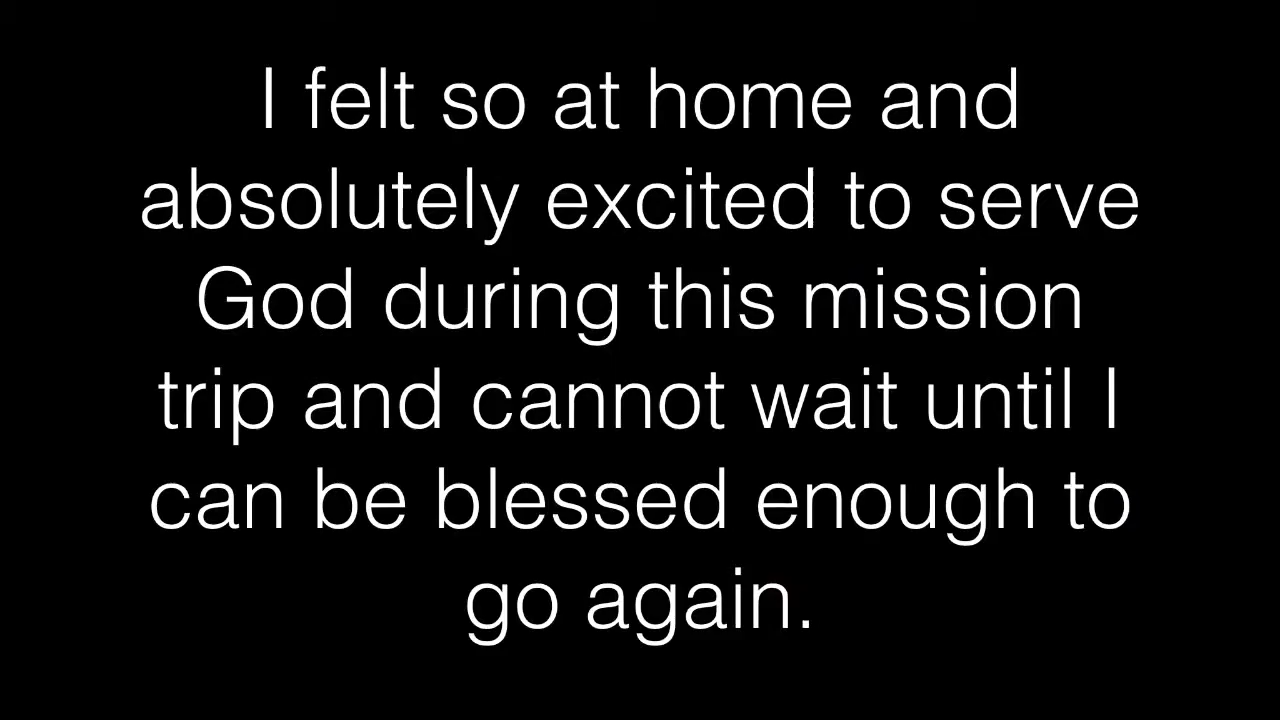 I felt so at home and
absolutely excited to serve
God during this mission
trip and cannot wait until I
can be blessed enough to
go again.